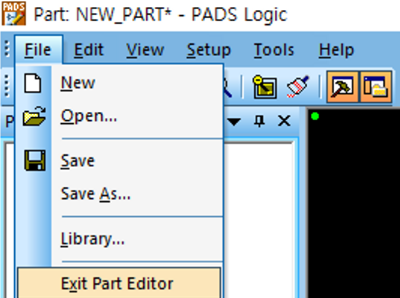 PADS
Part: NEW_PART* - PADS Logic
File Edit View Setup Tools Help
New
Open...
Save
Save As...
Library...
Exit Part Editor